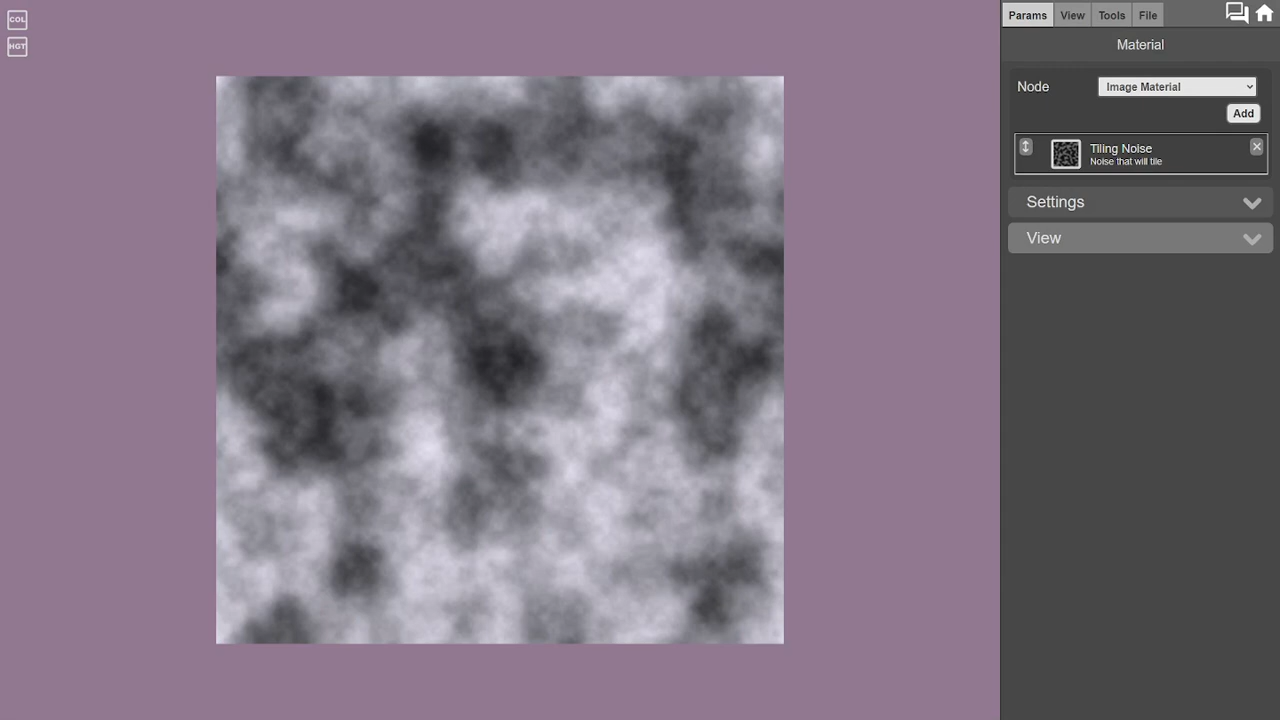 COL
HGT
Params View Tools File
Material
Node Image Material
Add
Tiling Noise
Noise that will tile
Settings
View